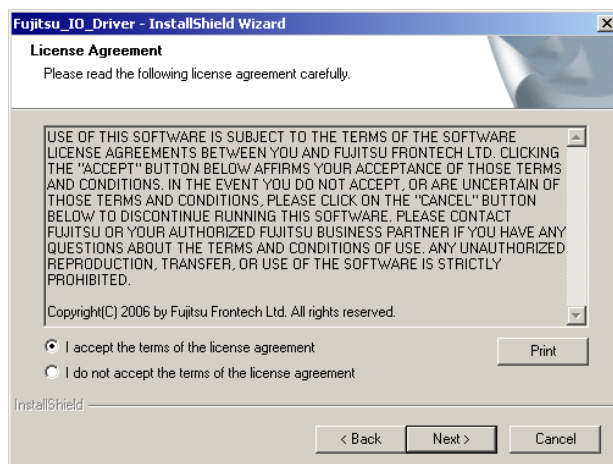 Fujitsu_IO_Driver - InstallShield Wizard
License Agreement
Please read the following license agreement carefully.
USE OF THIS SOFTWARE IS SUBJECT TO THE TERMS OF THE SOFTWARE
LICENSE AGREEMENTS BETWEEN YOU AND FUJITSU FRONTECH LTD. CLICKING
THE "ACCEPT" BUTTON BELOW AFFIRMS YOUR ACCEPTANCE OF THOSE TERMS
AND CONDITIONS. IN THE EVENT YOU DO NOT ACCEPT, OR ARE UNCERTAIN OF
THOSE TERMS AND CONDITIONS, PLEASE CLICK ON THE "CANCEL" BUTTON
BELOW TO DISCONTINUE RUNNING THIS SOFTWARE. PLEASE CONTACT
FUJITSU OR YOUR AUTHORIZED FUJITSU BUSINESS PARTNER IF YOU HAVE ANY
QUESTIONS ABOUT THE TERMS AND CONDITIONS OF USE. ANY UNAUTHORIZED
REPRODUCTION, TRANSFER, OR USE OF THE SOFTWARE IS STRICTLY
PROHIBITED.
Copyright(C) 2006 by Fujitsu Frontech Ltd. All rights reserved.
I accept the terms of the license agreement
Print
I do not accept the terms of the license agreement
InstallShield
< Back
Next >
Cancel